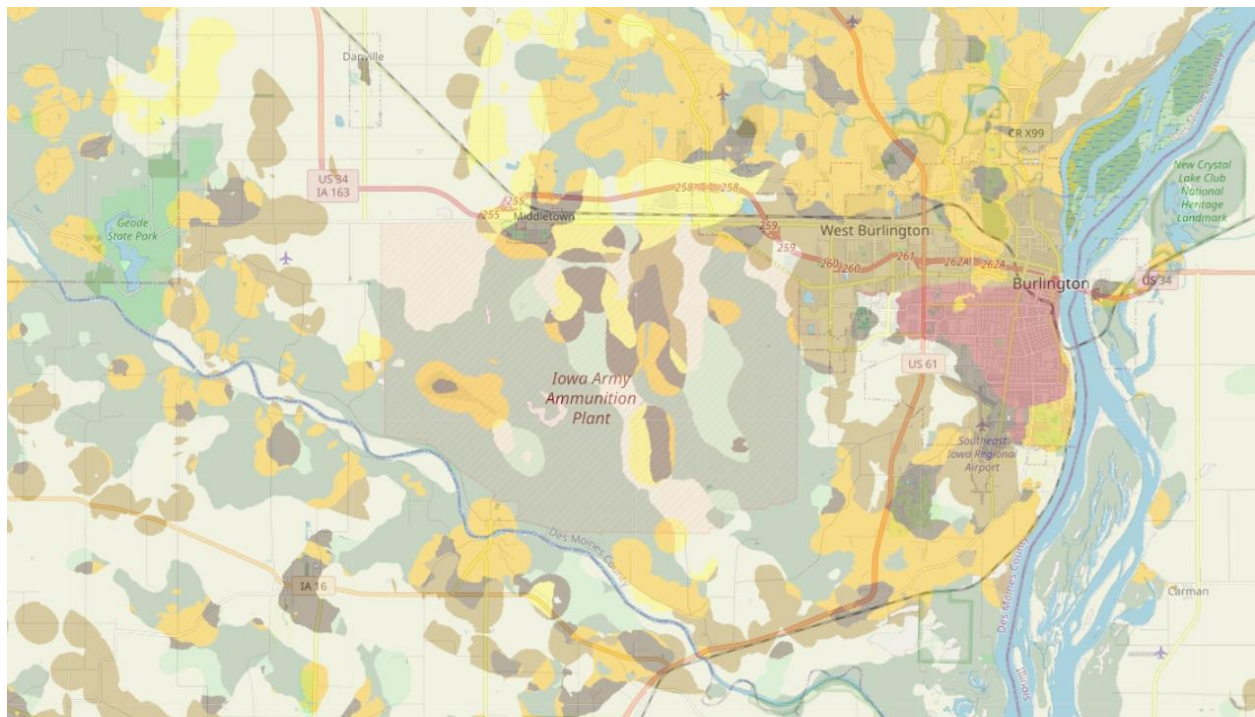 Danville
CR X99
US 34
IA 163
258
258
New Crystal
Lake Club
National
Heritage
Landmark
255
255
Middletown
Geode
State Park
259
259
West Burlington
260
260
261
262A
262A
Burlington
US 34
US 61
Iowa Army
Ammunition
Plant
Southeast
Iowa Regional
Airport
Des Moines
County
IA 16
Des Moines County
Carman
Illinois